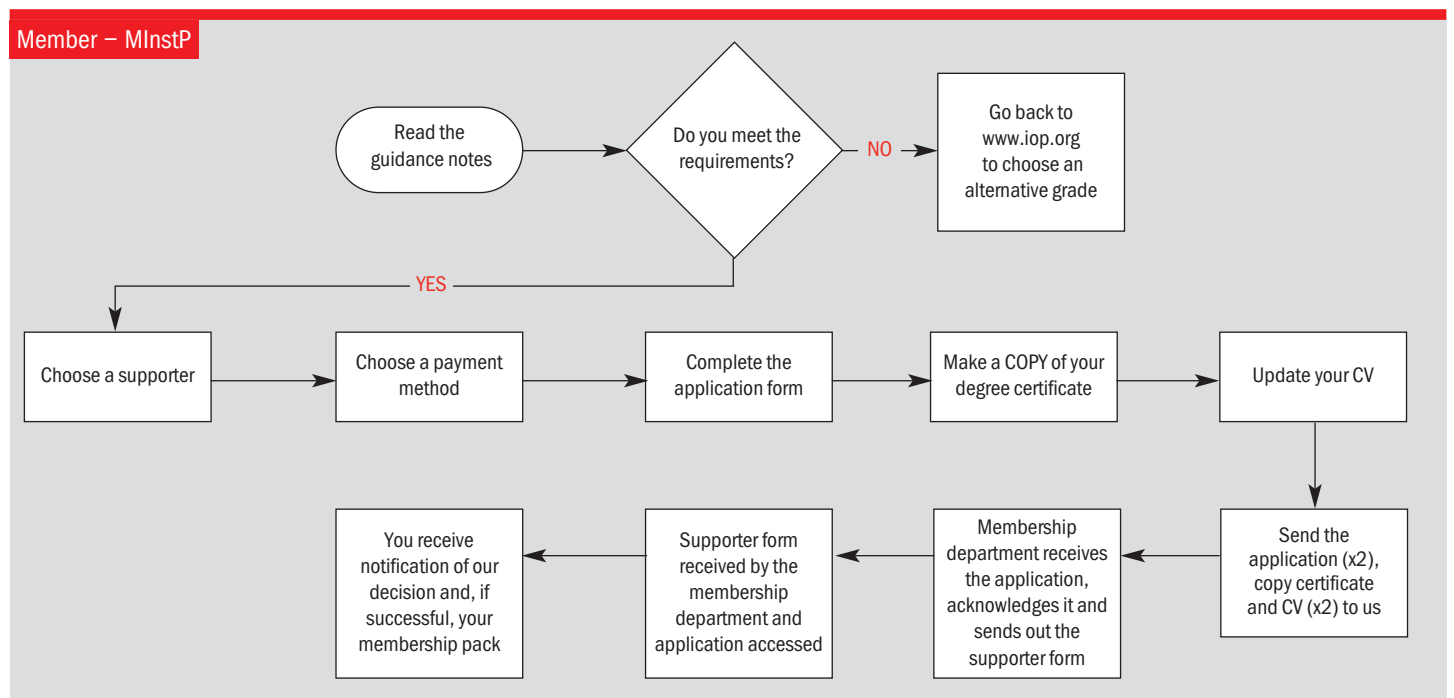 Member – MInstP
Read the
guidance notes
Do you meet the
requirements?
NO
Go back to
www.iop.org
to choose an
alternative grade
YES
Choose a supporter
Choose a payment
method
Complete the
application form
Make a COPY of your
degree certificate
Update your CV
Send the
application (x2),
copy certificate
and CV (x2) to us
Membership
department receives
the application,
acknowledges it and
sends out the
supporter form
Supporter form
received by the
membership
department and
application accessed
You receive
notification of our
decision and, if
successful, your
membership pack